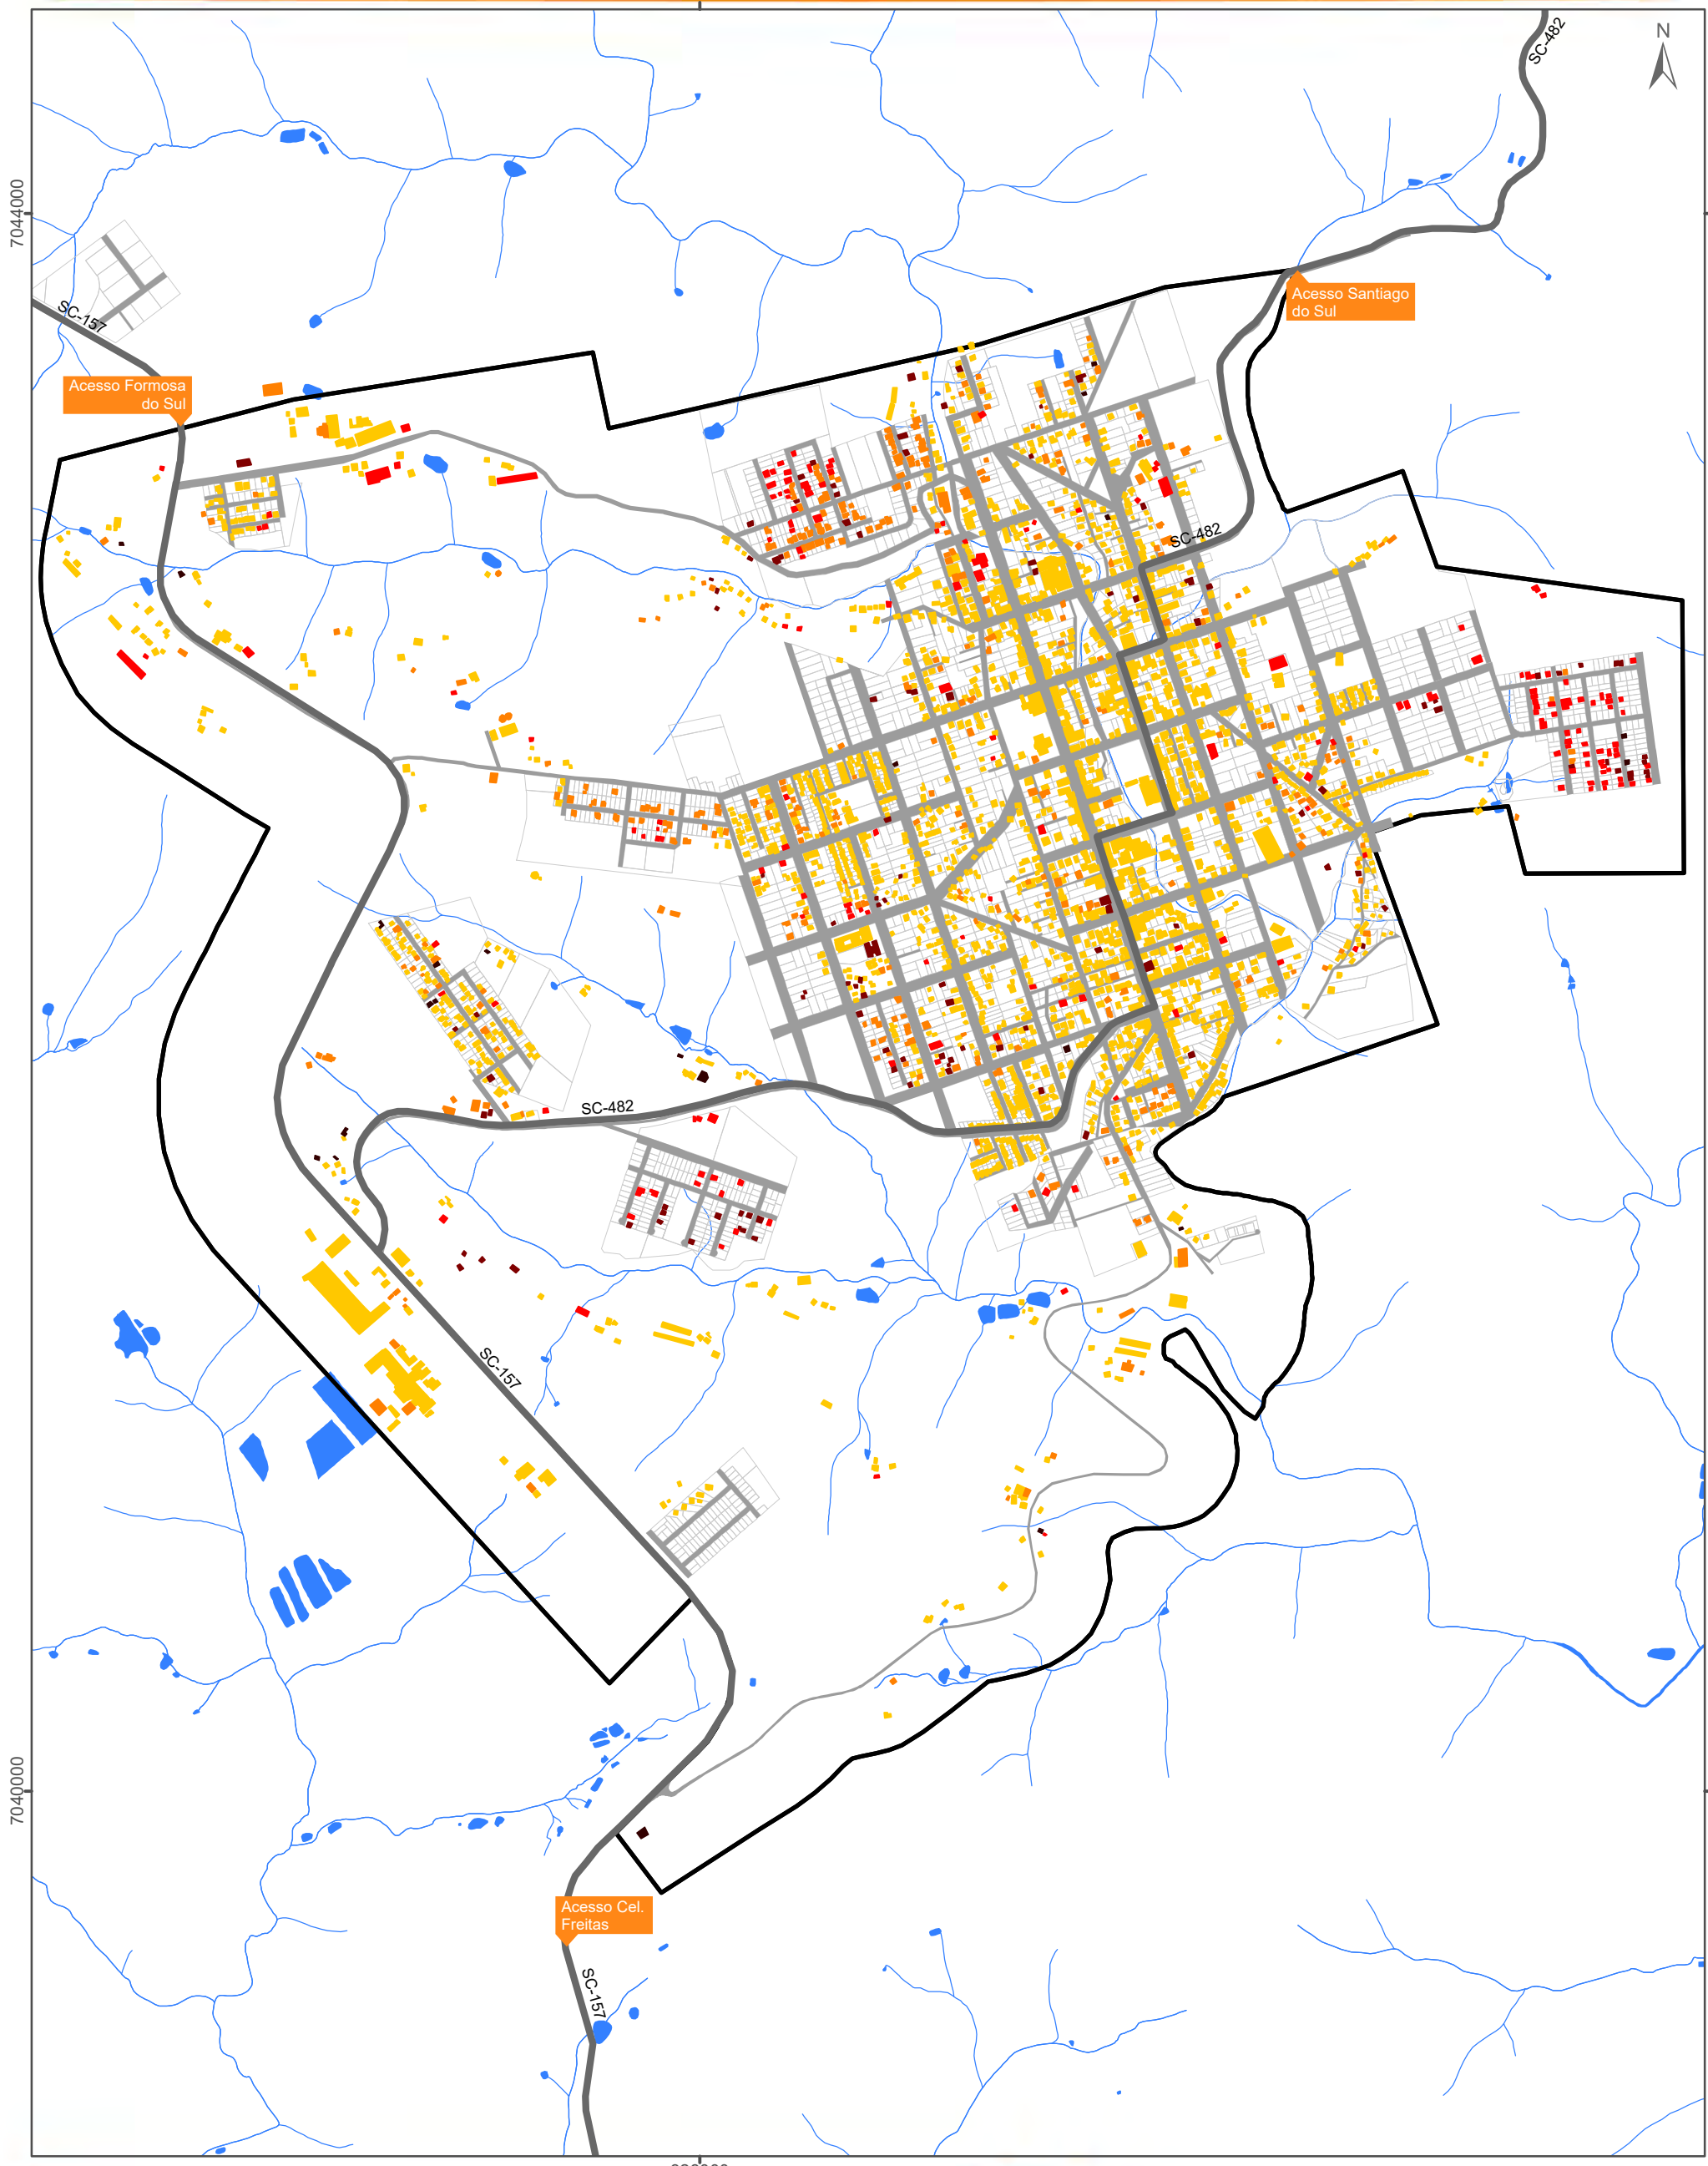 SC-482
N
7044000
Acesso Santiago
do Sul
SC-157
Acesso Formosa
do Sul
SC-482
SC-482
SC-157
7040000
Acesso Cel.
Freitas
SC-157